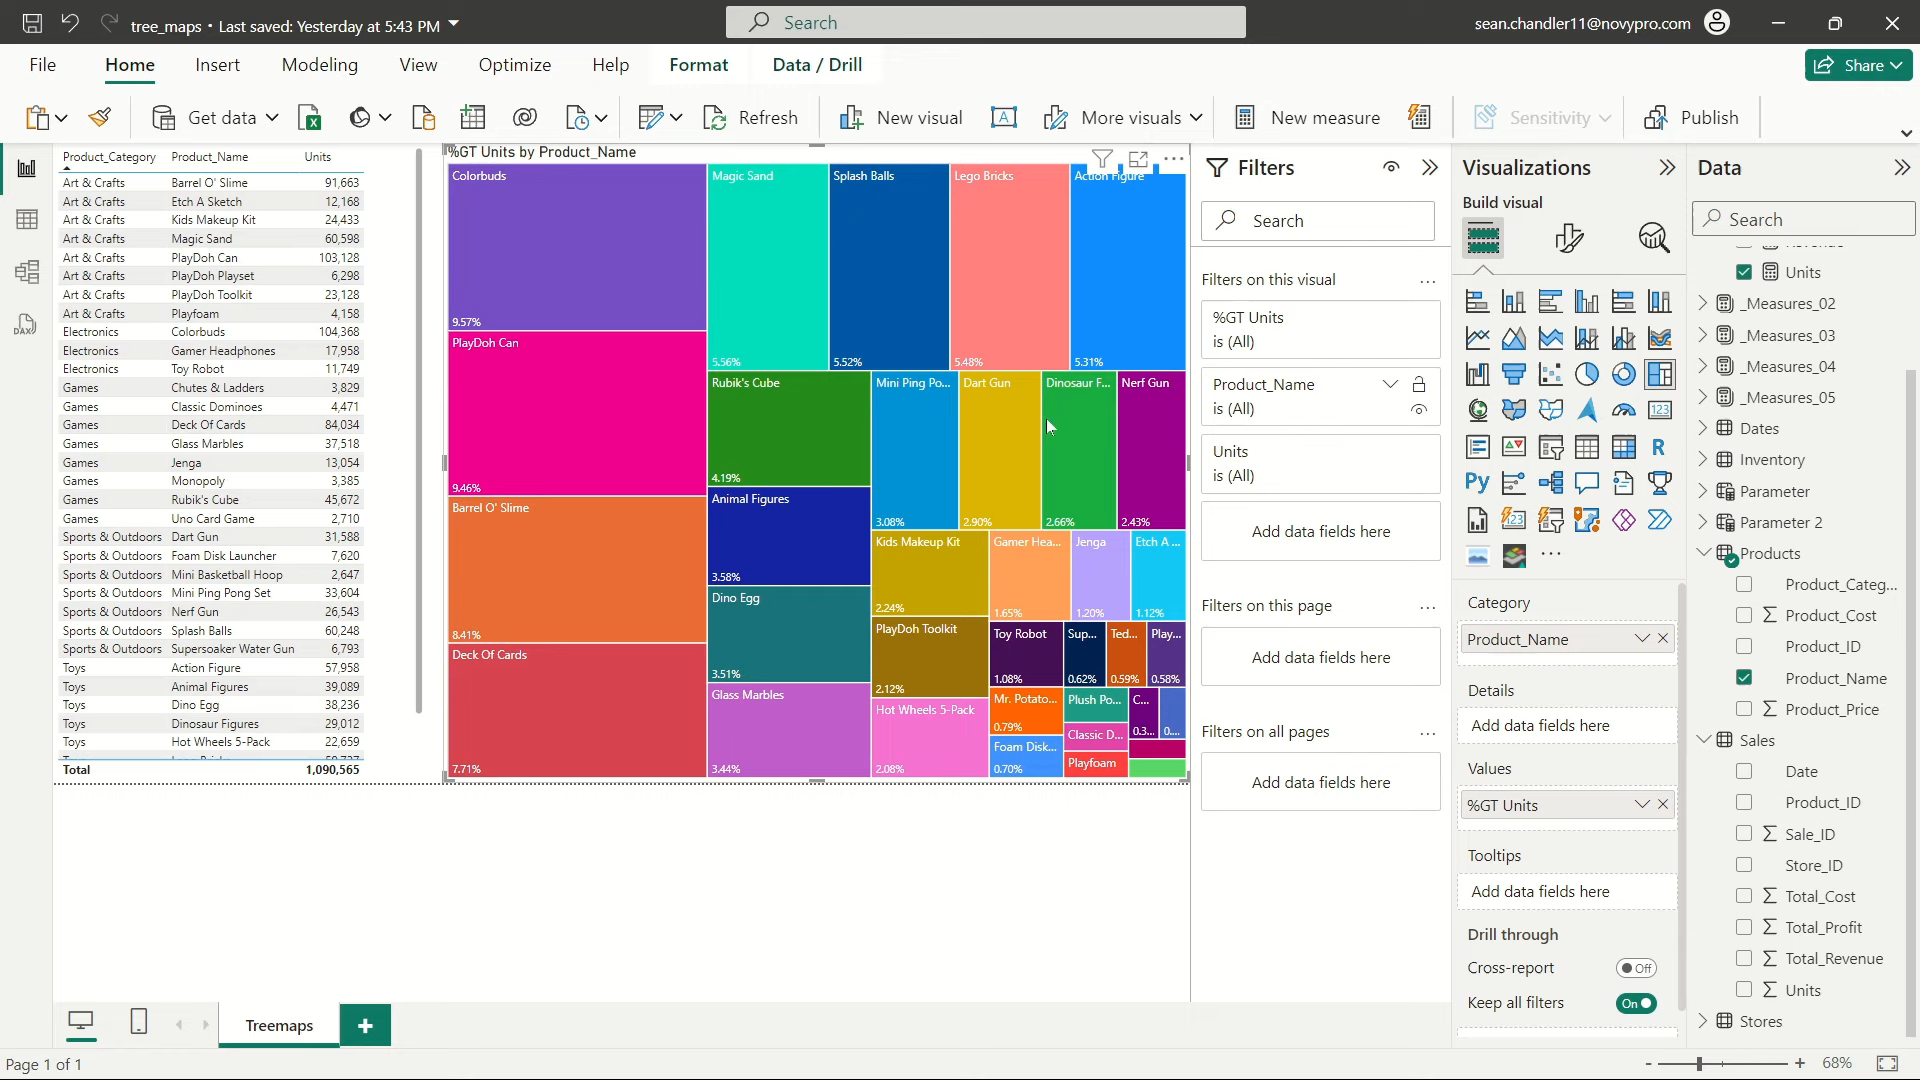 tree_maps • Last saved: Yesterday at 5:43 PM
Search
sean.chandler11@novypro.com
File
Home
Insert
Modeling
View
Optimize
Help
Format
Data / Drill
Share
Get data
Refresh
New visual
More visuals
New measure
Sensitivity
Publish
Product_Category Product_Name Units
Art & Crafts Barrel O' Slime 91,663
Art & Crafts Etch A Sketch 12,168
Art & Crafts Kids Makeup Kit 24,433
Art & Crafts Magic Sand 60,598
Art & Crafts PlayDoh Can 103,128
Art & Crafts PlayDoh Playset 6,298
Art & Crafts PlayDoh Toolkit 23,128
Art & Crafts Playfoam 4,158
Electronics Colorbuds 104,368
Electronics Gamer Headphones 17,958
Electronics Toy Robot 11,749
Games Chutes & Ladders 3,829
Games Classic Dominoes 4,471
Games Deck Of Cards 84,034
Games Glass Marbles 37,518
Games Jenga 13,054
Games Monopoly 3,385
Games Rubik's Cube 45,672
Games Uno Card Game 2,710
Sports & Outdoors Dart Gun 31,588
Sports & Outdoors Foam Disk Launcher 7,620
Sports & Outdoors Mini Basketball Hoop 2,647
Sports & Outdoors Mini Ping Pong Set 33,604
Sports & Outdoors Nerf Gun 26,543
Sports & Outdoors Splash Balls 60,248
Sports & Outdoors Supersoaker Water Gun 6,793
Toys Action Figure 57,958
Toys Animal Figures 39,089
Toys Dino Egg 38,236
Toys Dinosaur Figures 29,012
Toys Hot Wheels 5-Pack 22,659
Total 1,090,565
%GT Units by Product_Name
Colorbuds
9.57%
PlayDoh Can
9.46%
Barrel O' Slime
8.41%
Deck Of Cards
7.71%
Magic Sand
5.56%
Splash Balls
5.52%
Lego Bricks
5.48%
Action Figure
5.31%
Rubik's Cube
4.19%
Animal Figures
3.58%
Dino Egg
3.51%
Glass Marbles
3.44%
Mini Ping Po...
3.08%
Dart Gun
2.90%
Dinosaur F...
2.66%
Nerf Gun
2.43%
Kids Makeup Kit
2.24%
PlayDoh Toolkit
2.12%
Hot Wheels 5-Pack
2.08%
Gamer Hea...
1.65%
Jenga
1.20%
Etch A ...
1.12%
Toy Robot
1.08%
Sup...
0.62%
Ted...
0.59%
Play...
0.58%
Mr. Potato...
0.79%
Foam Disk...
0.70%
Plush Po...
Classic D...
Playfoam
C...
0.3...
0....
Filters
Search
Filters on this visual
%GT Units
is (All)
Product_Name
is (All)
Units
is (All)
Add data fields here
Filters on this page
Add data fields here
Filters on all pages
Add data fields here
Visualizations
Build visual
123
R
Py
123
Category
Product_Name
Details
Add data fields here
Values
%GT Units
Tooltips
Add data fields here
Drill through
Cross-report
Off
Keep all filters
On
Data
Search
Units
_Measures_02
_Measures_03
_Measures_04
_Measures_05
Dates
Inventory
Parameter
Parameter 2
Products
Product_Categ...
Product_Cost
Product_ID
Product_Name
Product_Price
Sales
Date
Product_ID
Sale_ID
Store_ID
Total_Cost
Total_Profit
Total_Revenue
Units
Stores
Treemaps
Page 1 of 1
68%